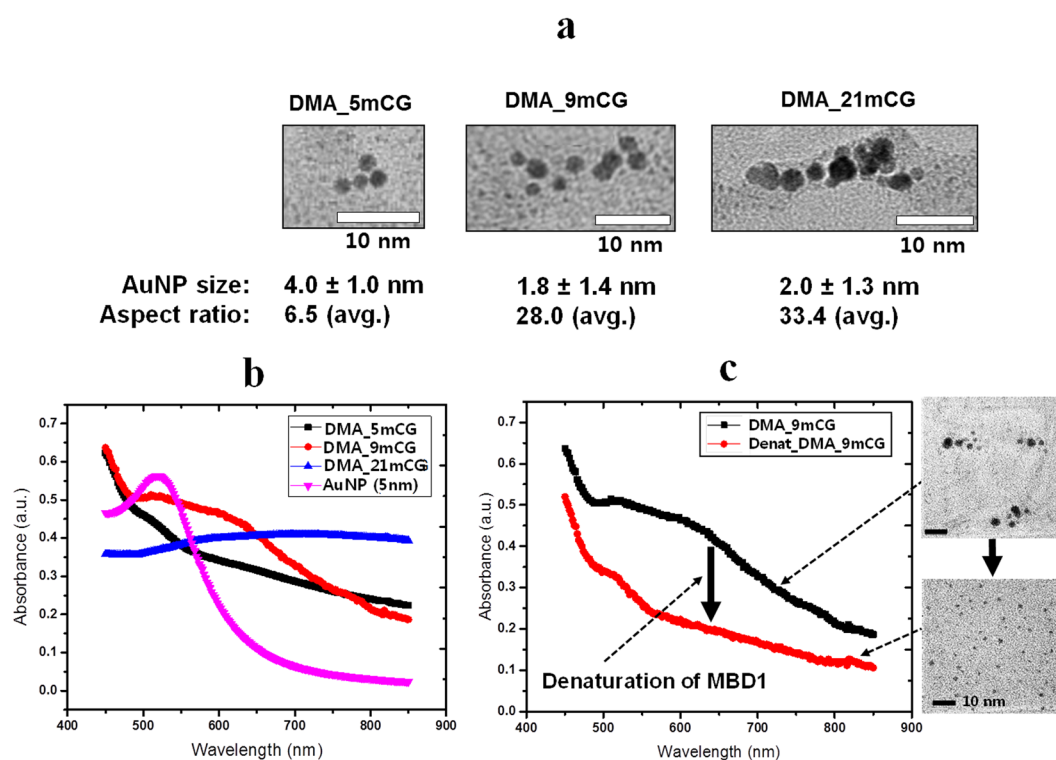 a
DMA_5mCG
DMA_9mCG
DMA_21mCG
10 nm
10 nm
10 nm
AuNP size: 4.0 ± 1.0 nm 1.8 ± 1.4 nm 2.0 ± 1.3 nm
Aspect ratio: 6.5 (avg.) 28.0 (avg.) 33.4 (avg.)
b
0.7
0.6
0.5
0.4
0.3
0.2
0.1
0.0
Absorbance (a.u.)
DMA_5mCG
DMA_9mCG
DMA_21mCG
AuNP (5nm)
400 500 600 700 800 900
Wavelength (nm)
c
0.7
0.6
0.5
0.4
0.3
0.2
0.1
Absorbance (a.u.)
DMA_9mCG
Denat_DMA_9mCG
Denaturation of MBD1
400 500 600 700 800 900
Wavelength (nm)
10 nm